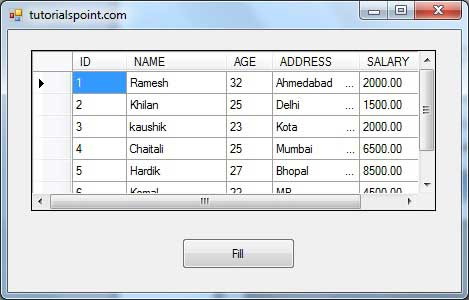 tutorialspoint.com
ID NAME AGE ADDRESS SALARY
1 Ramesh 32 Ahmedabad ... 2000.00
2 Khilan 25 Delhi ... 1500.00
3 kaushik 23 Kota ... 2000.00
4 Chaitali 25 Mumbai ... 6500.00
5 Hardik 27 Bhopal ... 8500.00
6 Komal 22 MP ... 4500.00
Fill